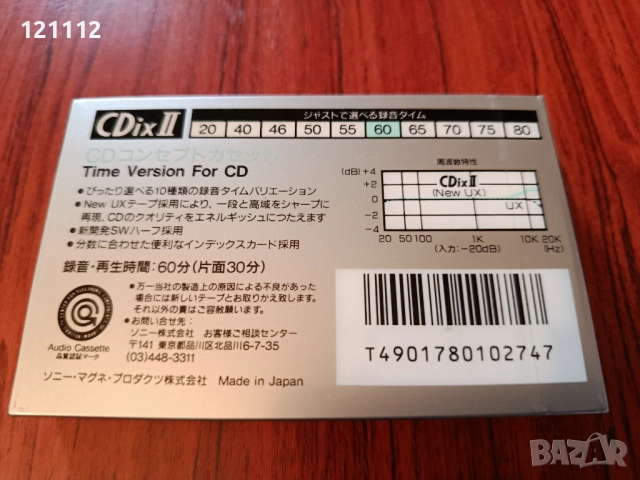 121112
CDixII
ジャストで選べる録音タイム
20 40 46 50 55 60 65 70 75 80
CDコンセプトカセット
Time Version For CD
●ぴったり選べる10種類の録音タイムバリエーション
●New UXテープ採用により、一段と高域をシャープに
再現、CDのクオリティをエネルギッシュにつたえます
●新開発SWハーフ採用
●分数に合わせた便利なインデックスカード採用
録音・再生時間:60分(片面30分)
周波数特性
(dB) +4
+2
0
-2
-4
CDixII
(New UX)
UX
20 50 100 1K 10K 20K
(入力:-20dB) (Hz)
Audio Cassette
品質認証マーク
●万一当社の製造上の原因による不良があった
場合には新しいテープとお取りかえ致します。
それ以外の責はご容赦願います。
●お問い合せ先:
ソニー株式会社 お客様ご相談センター
〒141 東京都品川区北品川6-7-35
(03)448-3311
ソニー・マグネ・プロダクツ株式会社 Made in Japan
T4901780102747
BAZAR